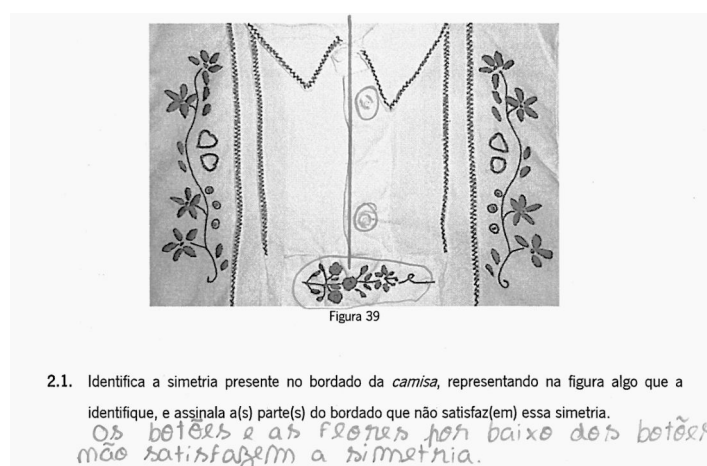 Figura 39
2.1. Identifica a simetria presente no bordado da camisa, representando na figura algo que a
identifique, e assinala a(s) parte(s) do bordado que não satisfaz(em) essa simetria.
Os botões e as flores por baixo dos botões
não satisfazem a simetria.